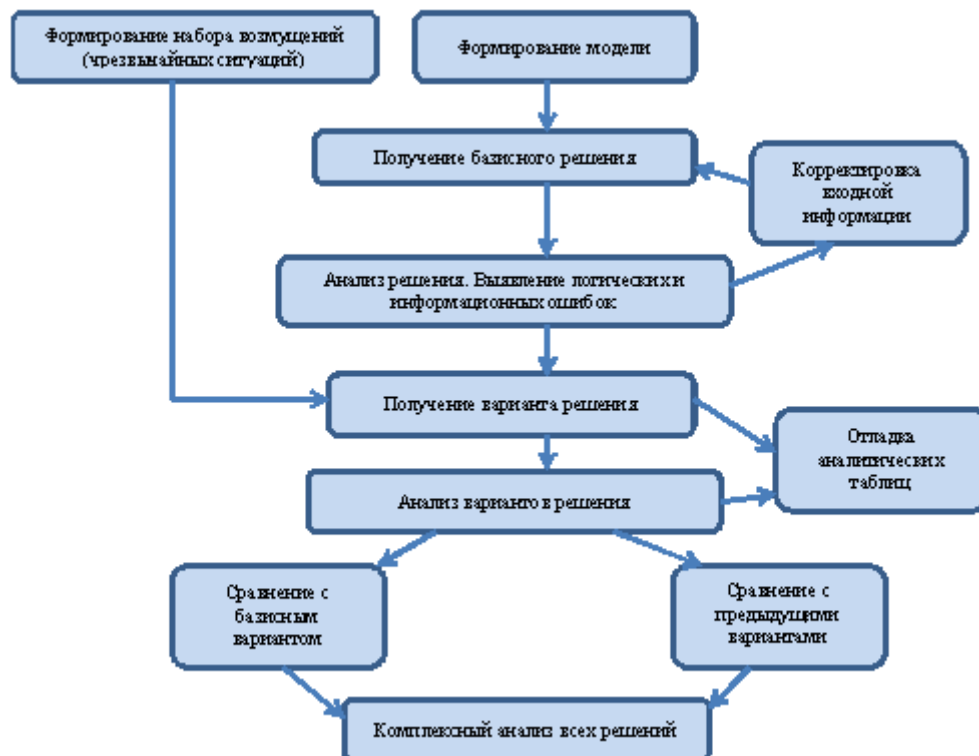 Формирование набора возмущений
(чрезвычайных ситуаций)
Формирование модели
Получение базисного решения
Корректировка
входной
информации
Анализ решения. Выявление логических и
информационных ошибок
Получение варианта решения
Отладка
аналитических
таблиц
Анализ вариантов решения
Сравнение с
базисным
вариантом
Сравнение с
предыдущими
вариантами
Комплексный анализ всех решений